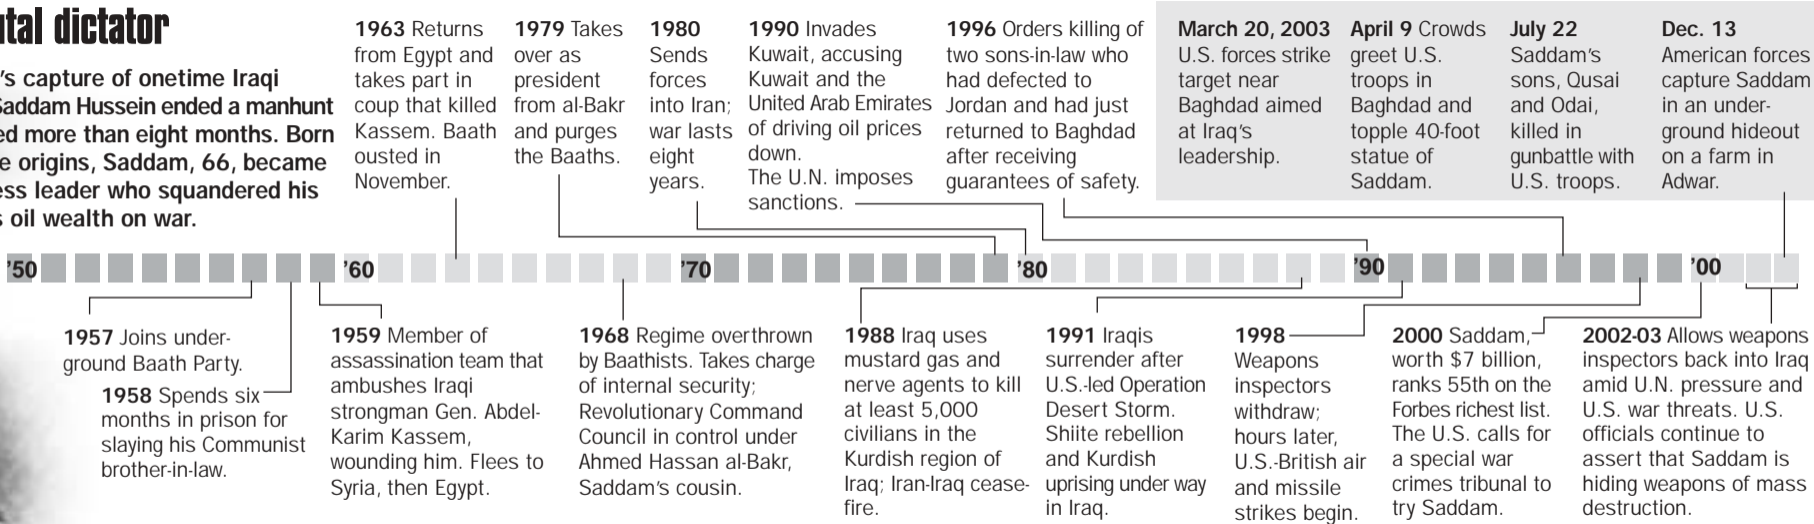 tal dictator
's capture of onetime Iraqi
Saddam Hussein ended a manhunt
ed more than eight months. Born
e origins, Saddam, 66, became
ess leader who squandered his
s oil wealth on war.
1963 Returns
from Egypt and
takes part in
coup that killed
Kassem. Baath
ousted in
November.
1979 Takes
over as
president
from al-Bakr
and purges
the Baaths.
1980
Sends
forces
into Iran;
war lasts
eight
years.
1990 Invades
Kuwait, accusing
Kuwait and the
United Arab Emirates
of driving oil prices
down.
The U.N. imposes
sanctions.
1996 Orders killing of
two sons-in-law who
had defected to
Jordan and had just
returned to Baghdad
after receiving
guarantees of safety.
March 20, 2003
U.S. forces strike
target near
Baghdad aimed
at Iraq's
leadership.
April 9 Crowds
greet U.S.
troops in
Baghdad and
topple 40-foot
statue of
Saddam.
July 22
Saddam's
sons, Qusai
and Odai,
killed in
gunbattle with
U.S. troops.
Dec. 13
American forces
capture Saddam
in an under-
ground hideout
on a farm in
Adwar.
'50 '60 '70 '80 '90 '00
1957 Joins under-
ground Baath Party.
1958 Spends six
months in prison for
slaying his Communist
brother-in-law.
1959 Member of
assassination team that
ambushes Iraqi
strongman Gen. Abdel-
Karim Kassem,
wounding him. Flees to
Syria, then Egypt.
1968 Regime overthrown
by Baathists. Takes charge
of internal security;
Revolutionary Command
Council in control under
Ahmed Hassan al-Bakr,
Saddam's cousin.
1988 Iraq uses
mustard gas and
nerve agents to kill
at least 5,000
civilians in the
Kurdish region of
Iraq; Iran-Iraq cease-
fire.
1991 Iraqis
surrender after
U.S.-led Operation
Desert Storm.
Shiite rebellion
and Kurdish
uprising under way
in Iraq.
1998
Weapons
inspectors
withdraw;
hours later,
U.S.-British air
and missile
strikes begin.
2000 Saddam,
worth $7 billion,
ranks 55th on the
Forbes richest list.
The U.S. calls for
a special war
crimes tribunal to
try Saddam.
2002-03 Allows weapons
inspectors back into Iraq
amid U.N. pressure and
U.S. war threats. U.S.
officials continue to
assert that Saddam is
hiding weapons of mass
destruction.